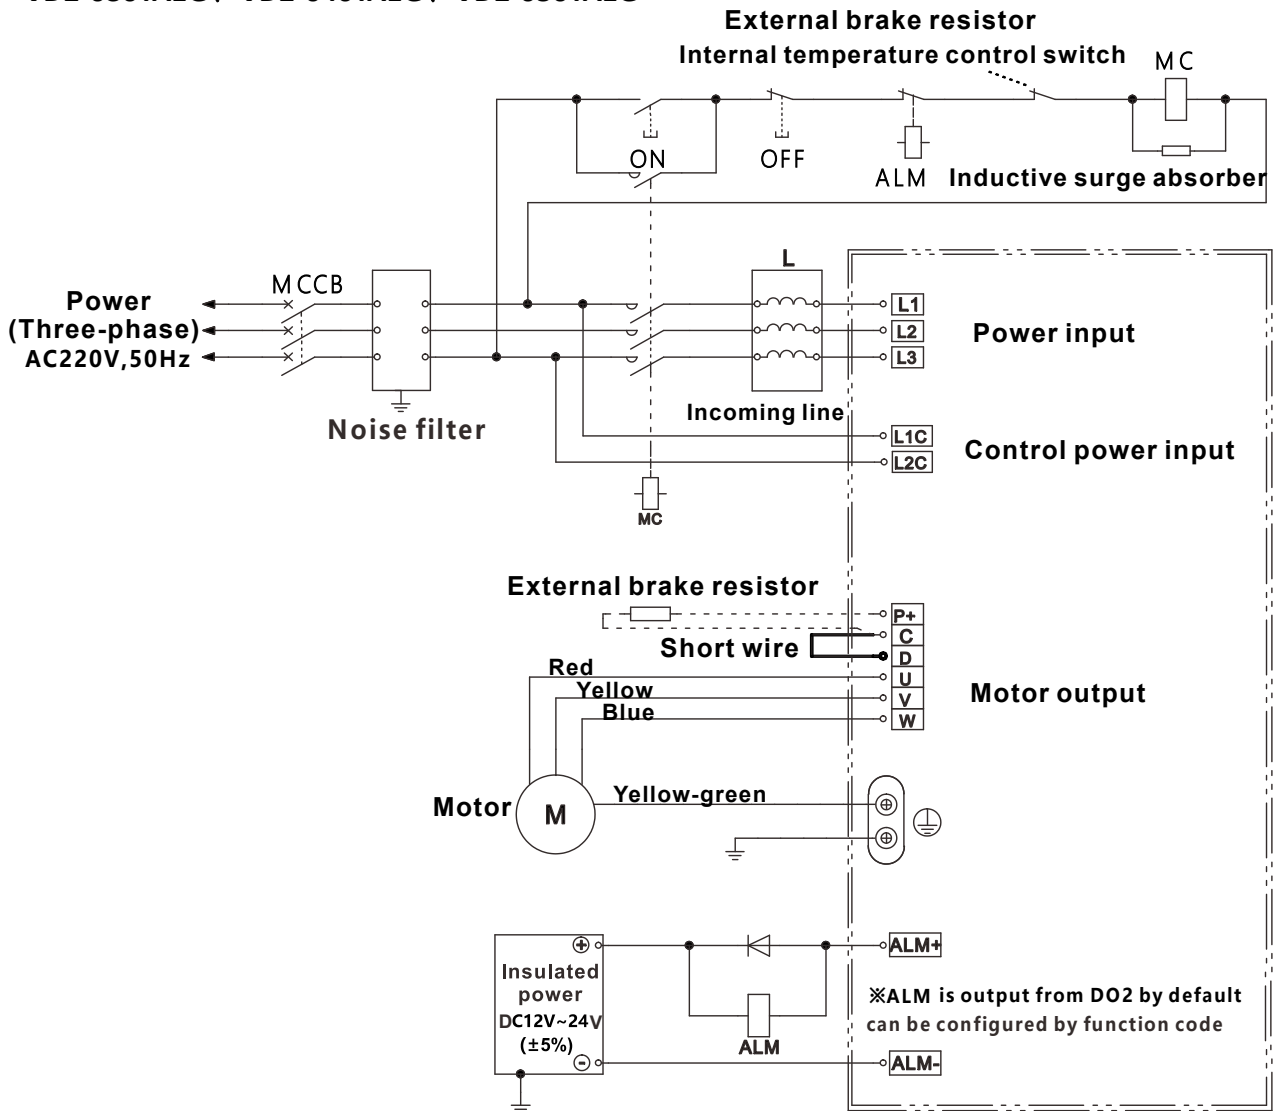 External brake resistor
Internal temperature control switch
MC
ON
OFF
ALM
Inductive surge absorber
MCCB
L
Power
(Three-phase)
AC220V,50Hz
L1
L2
L3
Power input
Noise filter
Incoming line
L1C
L2C
Control power input
MC
External brake resistor
P+
C
D
U
V
W
Short wire
Red
Yellow
Blue
Motor output
Motor
M
Yellow-green
Insulated
power
DC12V~24V
(±5%)
+
-
ALM
ALM+
※ALM is output from DO2 by default
can be configured by function code
ALM-